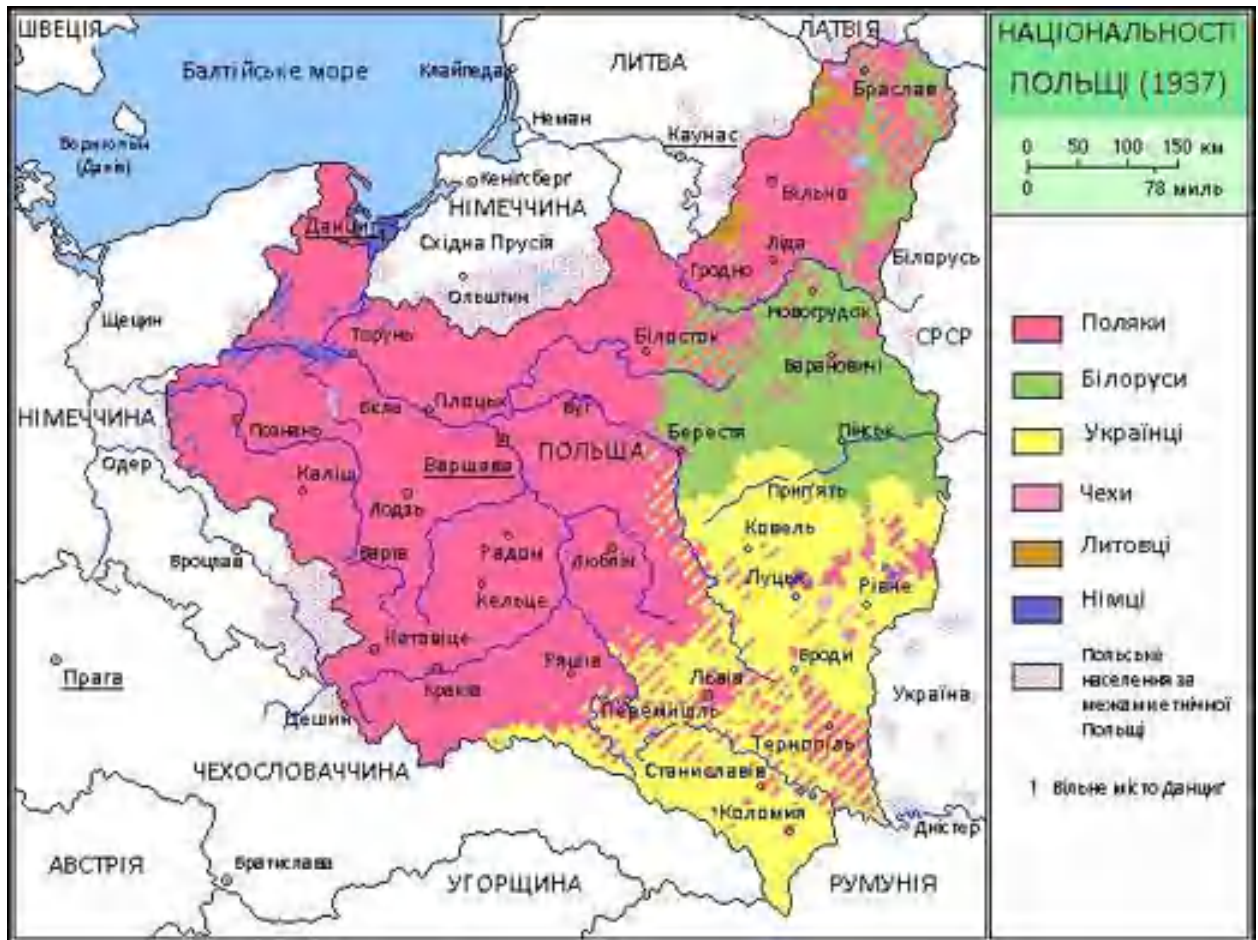 ШВЕЦІЯ
Балтійське море
Клайпеда
ЛИТВА
ЛАТВІЯ
Браслав
Неман
Каунас
(Данія)
Кенігсберг
НІМЕЧЧИНА
Східна Прусія
Вільно
Данциг
Ліда
Гродно
Білорусь
Ольштин
Щецин
Торунь
Новогрудок
Білосток
СРСР
Барановичі
НІМЕЧЧИНА
Плоцьк
Буг
Познань
Берестя
Пінськ
ПОЛЬЩА
Одер
Варшава
Каліш
Прип'ять
Лодзь
Ковель
Вроцлав
Варта
Радом
Люблін
Луцьк
Рівне
Кельце
Катовіце
Прага
Краків
Ряшів
Львів
Броди
Україна
Цешин
Перемишль
Тернопіль
ЧЕХОСЛОВАЧЧИНА
Станиславів
Коломия
Дністер
АВСТРІЯ
Братислава
УГОРЩИНА
РУМУНІЯ
НАЦІОНАЛЬНОСТІ
ПОЛЬЩІ (1937)
0 50 100 150 км
0 78 миль
Поляки
Білоруси
Українці
Чехи
Литовці
Німці
Польське
населення за
межами етнічної
Польщі
1 Вільне місто Данциг